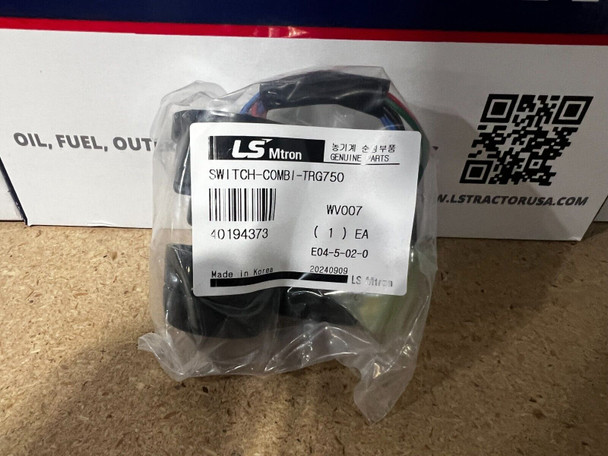 OIL, FUEL, OUT
WWW.LSTRACTORUSA.COM
LS Mtron
농기계 순정부품
GENUINE PARTS
SWITCH-COMBI-TRG750
WV007
40194373
( 1 ) EA
E04-5-02-0
Made in Korea
20240909
LS Mtron